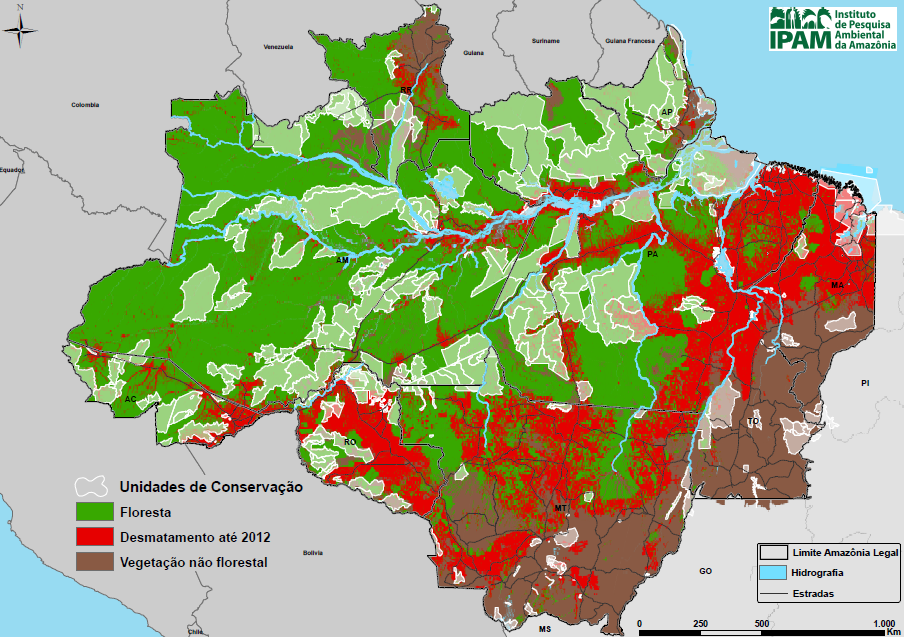 N
Venezuela
Guiana
Suriname
Guiana Francesa
Instituto
de Pesquisa
Ambiental
da Amazônia
IPAM
Colombia
Equador
RR
AP
AM
PA
MA
PI
AC
RO
TO
MT
Bolivia
GO
MS
Chile
Unidades de Conservação
Floresta
Desmatamento até 2012
Vegetação não florestal
Limite Amazônia Legal
Hidrografia
Estradas
0 250 500 1.000
Km